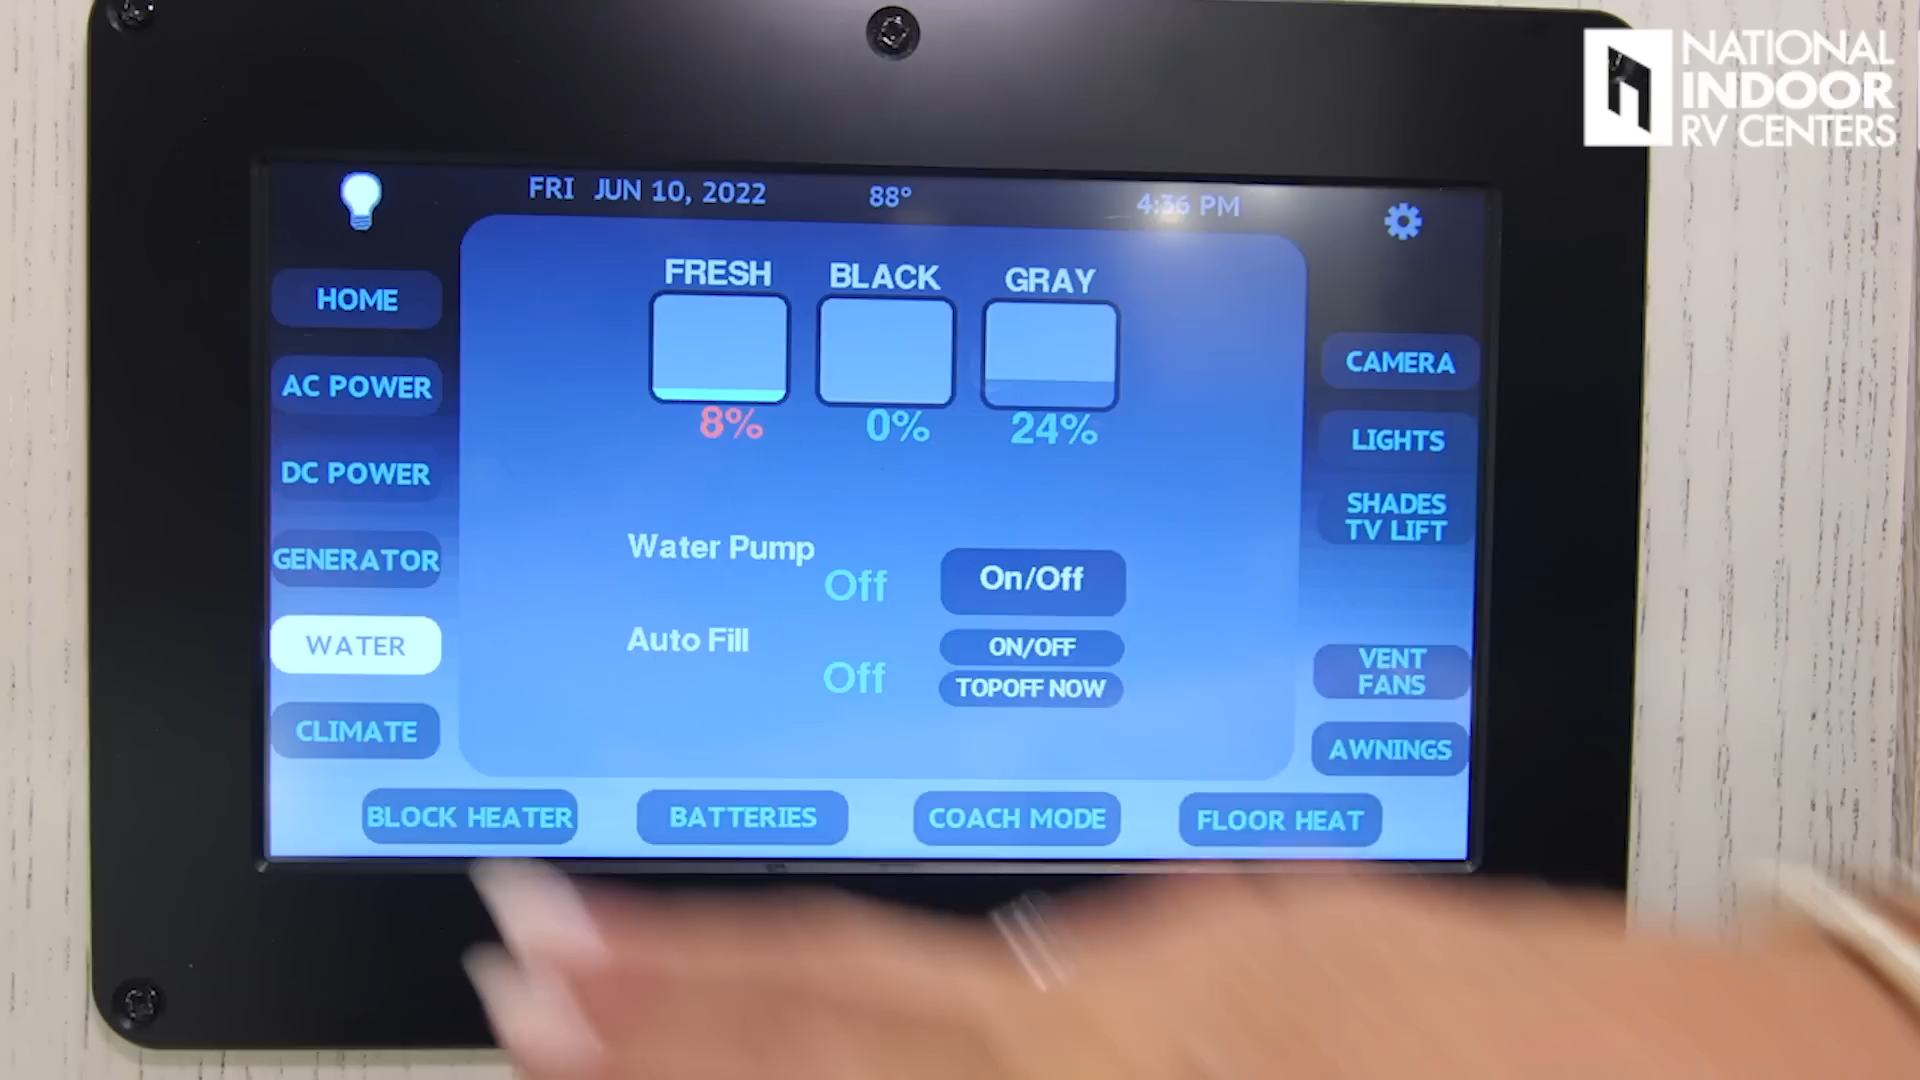 NATIONAL
INDOOR
RV CENTERS
FRI JUN 10, 2022 88° 4:36 PM
HOME
AC POWER
DC POWER
GENERATOR
WATER
CLIMATE
FRESH BLACK GRAY
8% 0% 24%
Water Pump
Off On/Off
Auto Fill
Off ON/OFF
TOPOFF NOW
CAMERA
LIGHTS
SHADES
TV LIFT
VENT
FANS
AWNINGS
BLOCK HEATER BATTERIES COACH MODE FLOOR HEAT